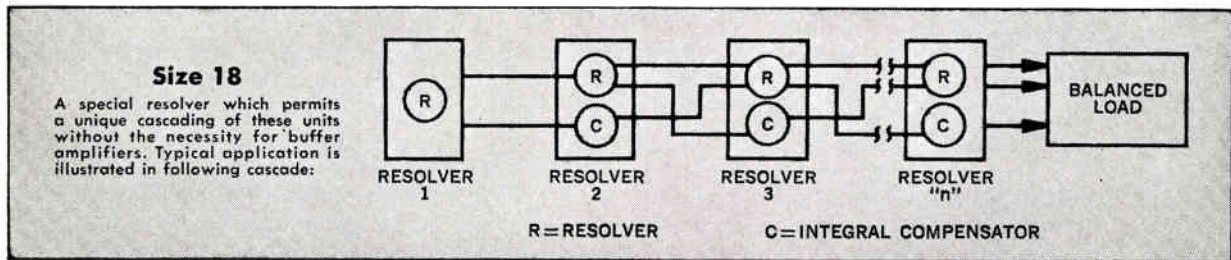 Size 18
A special resolver which permits
a unique cascading of these units
without the necessity for buffer
amplifiers. Typical application is
illustrated in following cascade:
R
RESOLVER
1
R
C
RESOLVER
2
R
C
RESOLVER
3
R
C
RESOLVER
"n"
BALANCED
LOAD
R=RESOLVER
C=INTEGRAL COMPENSATOR